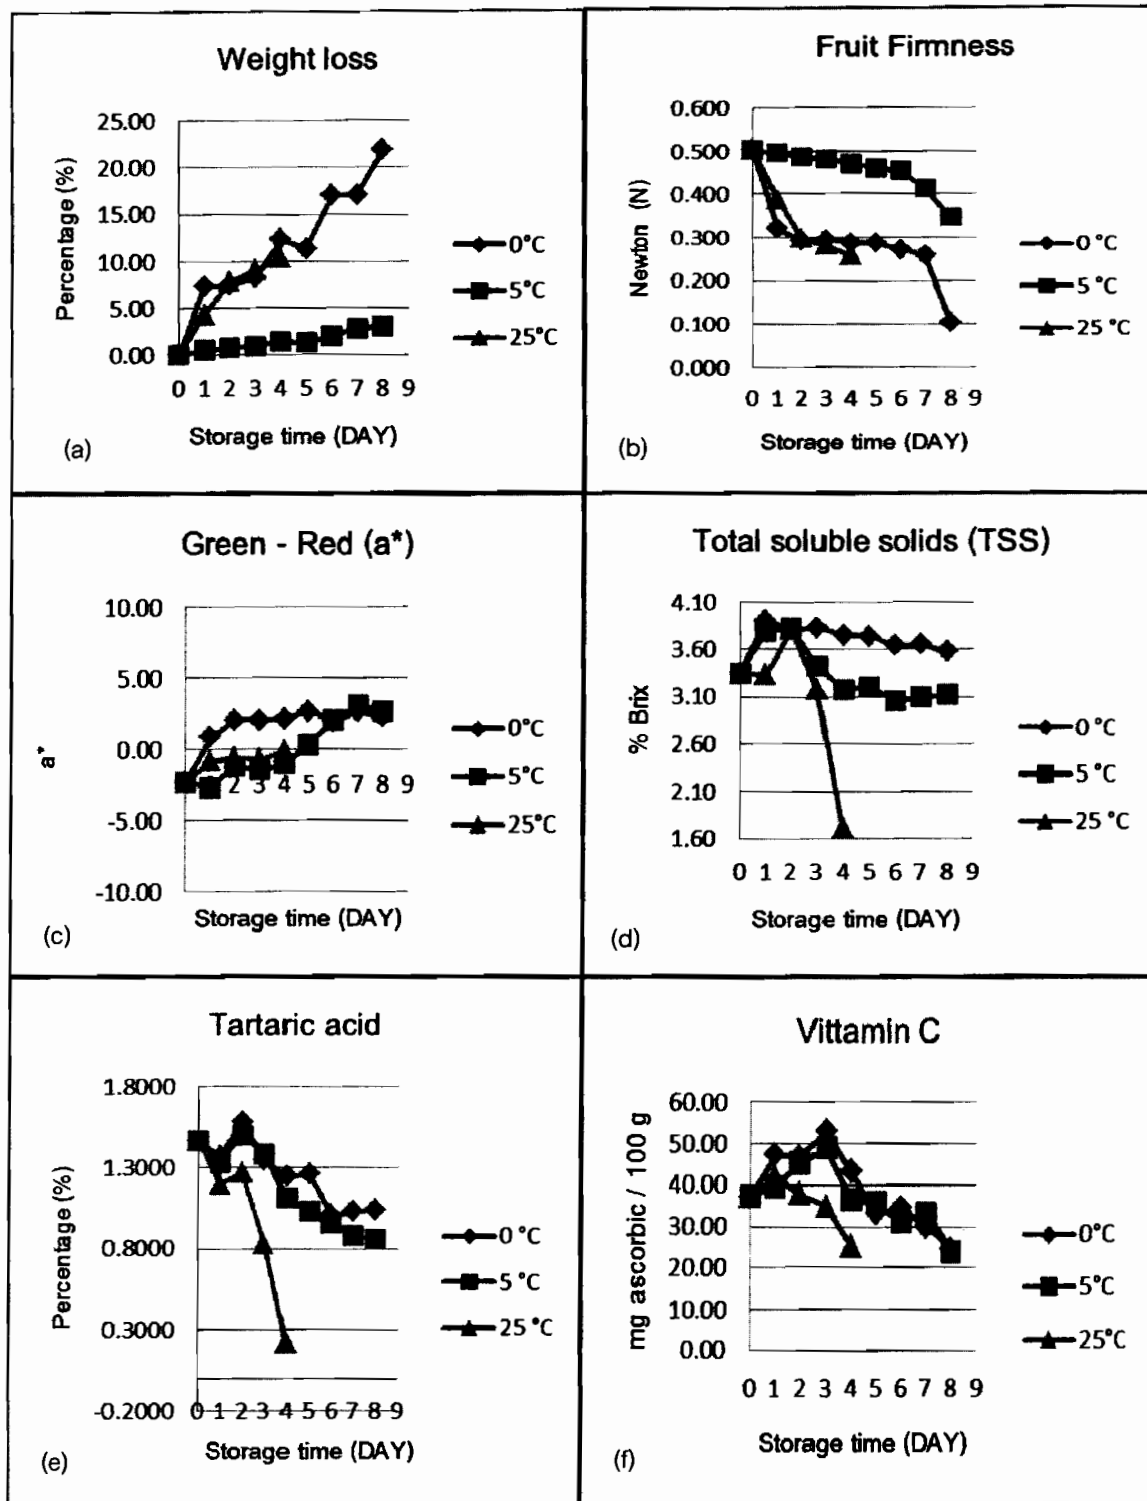 Weight loss
Percentage (%)
25.00
20.00
15.00
10.00
5.00
0.00
0 1 2 3 4 5 6 7 8 9
Storage time (DAY)
0°C
5°C
25°C
(a)
Fruit Firmness
Newton (N)
0.600
0.500
0.400
0.300
0.200
0.100
0.000
0 1 2 3 4 5 6 7 8 9
Storage time (DAY)
0 °C
5 °C
25 °C
(b)
Green - Red (a*)
a*
10.00
5.00
0.00
-5.00
-10.00
2 3 4 5 6 7 8 9
Storage time (DAY)
0°C
5°C
25°C
(c)
Total soluble solids (TSS)
% Brix
4.10
3.60
3.10
2.60
2.10
1.60
0 1 2 3 4 5 6 7 8 9
Storage time (DAY)
0 °C
5 °C
25 °C
(d)
Tartaric acid
Percentage (%)
1.8000
1.3000
0.8000
0.3000
-0.2000
0 1 2 3 4 5 6 7 8 9
Storage time (DAY)
0 °C
5 °C
25 °C
(e)
Vittamin C
mg ascorbic / 100 g
60.00
50.00
40.00
30.00
20.00
10.00
0.00
0 1 2 3 4 5 6 7 8 9
Storage time (DAY)
0°C
5°C
25°C
(f)